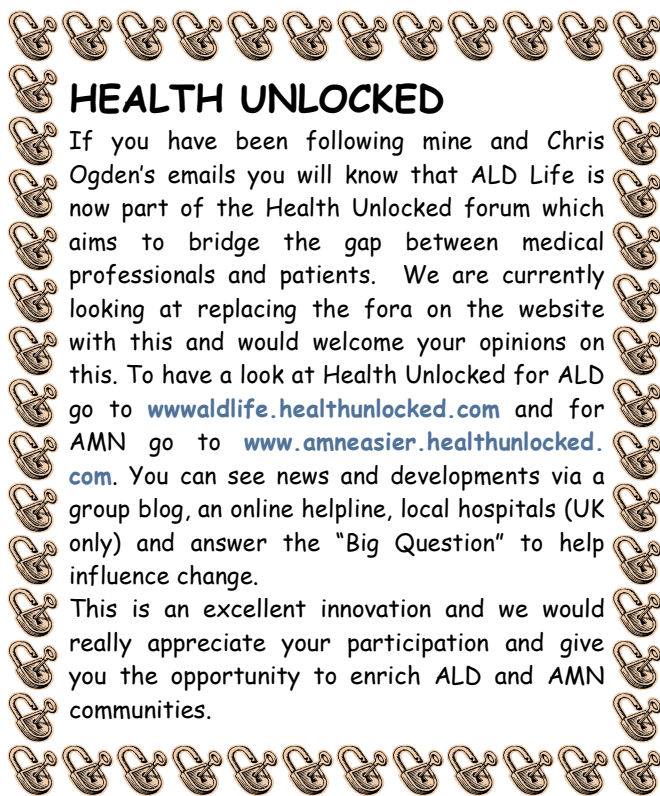 HEALTH UNLOCKED
If you have been following mine and Chris
Ogden's emails you will know that ALD Life is
now part of the Health Unlocked forum which
aims to bridge the gap between medical
professionals and patients. We are currently
looking at replacing the fora on the website
with this and would welcome your opinions on
this. To have a look at Health Unlocked for ALD
go to wwwaldlife.healthunlocked.com and for
AMN go to www.amneasier.healthunlocked.
com. You can see news and developments via a
group blog, an online helpline, local hospitals (UK
only) and answer the “Big Question” to help
influence change.
This is an excellent innovation and we would
really appreciate your participation and give
you the opportunity to enrich ALD and AMN
communities.